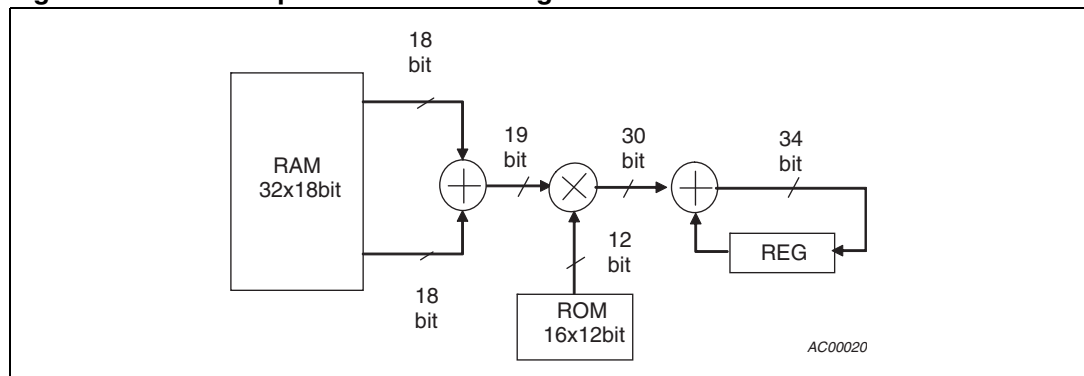 18
bit
RAM
32x18bit
19
bit
30
bit
34
bit
REG
12
bit
18
bit
ROM
16x12bit
AC00020